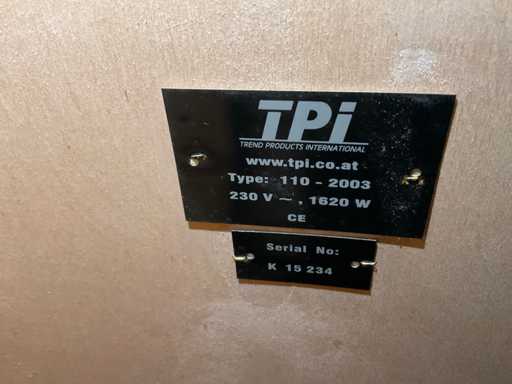 TPi
TREND PRODUCTS INTERNATIONAL
www.tpi.co.at
Type: 110 - 2003
230 V ~ , 1620 W
CE
Serial No:
K 15 234